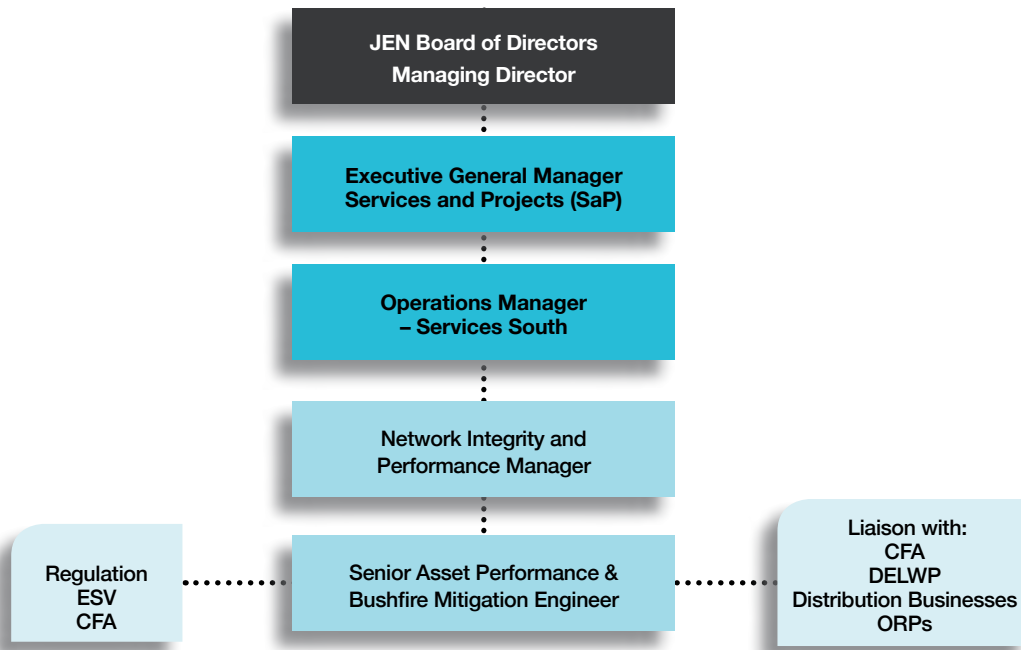 JEN Board of Directors
Managing Director
Executive General Manager
Services and Projects (SaP)
Operations Manager
– Services South
Network Integrity and
Performance Manager
Regulation
ESV
CFA
Senior Asset Performance &
Bushfire Mitigation Engineer
Liaison with:
CFA
DELWP
Distribution Businesses
ORPs